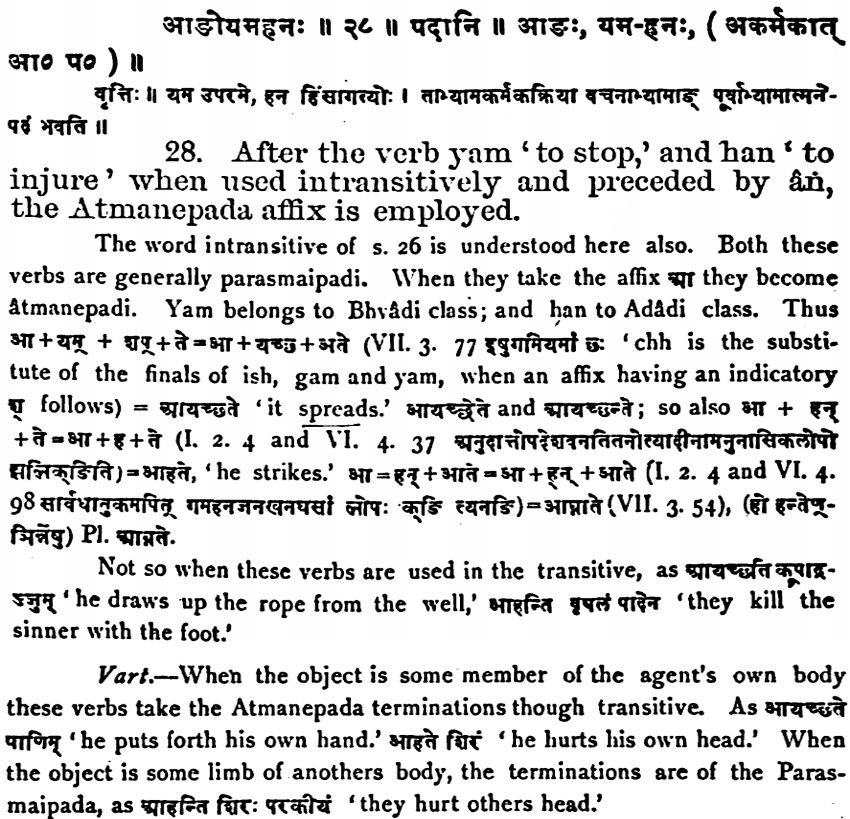 आङोयमहनः ॥ २८ ॥ पदानि ॥ आङः, यम-हनः, ( अकर्मकात्
आ० प० ) ॥
वृत्तिः ॥ यम उपरमे, हन हिंसागत्योः । ताभ्यामकर्मकक्रिया वचनाभ्यामाङ् पूर्वाभ्यामात्मने-
पदं भवति ॥
28. After the verb yam ‘ to stop,’ and han ‘ to
injure ’ when used intransitively and preceded by âṅ,
the Atmanepada affix is employed.
The word intransitive of s. 26 is understood here also. Both these
verbs are generally parasmaipadi. When they take the affix आ they become
âtmanepadi. Yam belongs to Bhvâdi class; and han to Adâdi class. Thus
आ + यम् + शप् + ते = आ + यच्छ + अते (VII. 3. 77 इषुगमियमां छः ‘ chh is the substi-
tute of the finals of ish, gam and yam, when an affix having an indicatory
श् follows) = आयच्छते ‘ it spreads.’ आयच्छेते and आयच्छन्ते ; so also आ + हन्
+ ते = आ + ह + ते (I. 2. 4 and VI. 4. 37 अनुदात्तोपदेशवनतितनोत्यादीनामनुनासिकलोपो
झलिक्ङिति) = आहते, ‘ he strikes.’ आ = हन् + आते = आ + हन् + आते (I. 2. 4 and VI. 4.
98 सार्वधातुकमपित् गमहनजनखनघसां लोपः क्ङि त्यनङि) = आघ्नाते (VII. 3. 54), (हो हन्तेञ्-
र्णिन्नेषु) Pl. आघ्नते.
Not so when these verbs are used in the transitive, as आयच्छति कूपाद्र-
ज्जुम् ‘ he draws up the rope from the well,’ आहन्ति वृषलं पादेन ‘ they kill the
sinner with the foot.’
Vart.—When the object is some member of the agent's own body
these verbs take the Atmanepada terminations though transitive. As आयच्छते
पाणिम् ‘ he puts forth his own hand.’ आहते शिरं ‘ he hurts his own head.’ When
the object is some limb of anothers body, the terminations are of the Paras-
maipada, as आहन्ति शिरः परकीयं ‘ they hurt others head.’